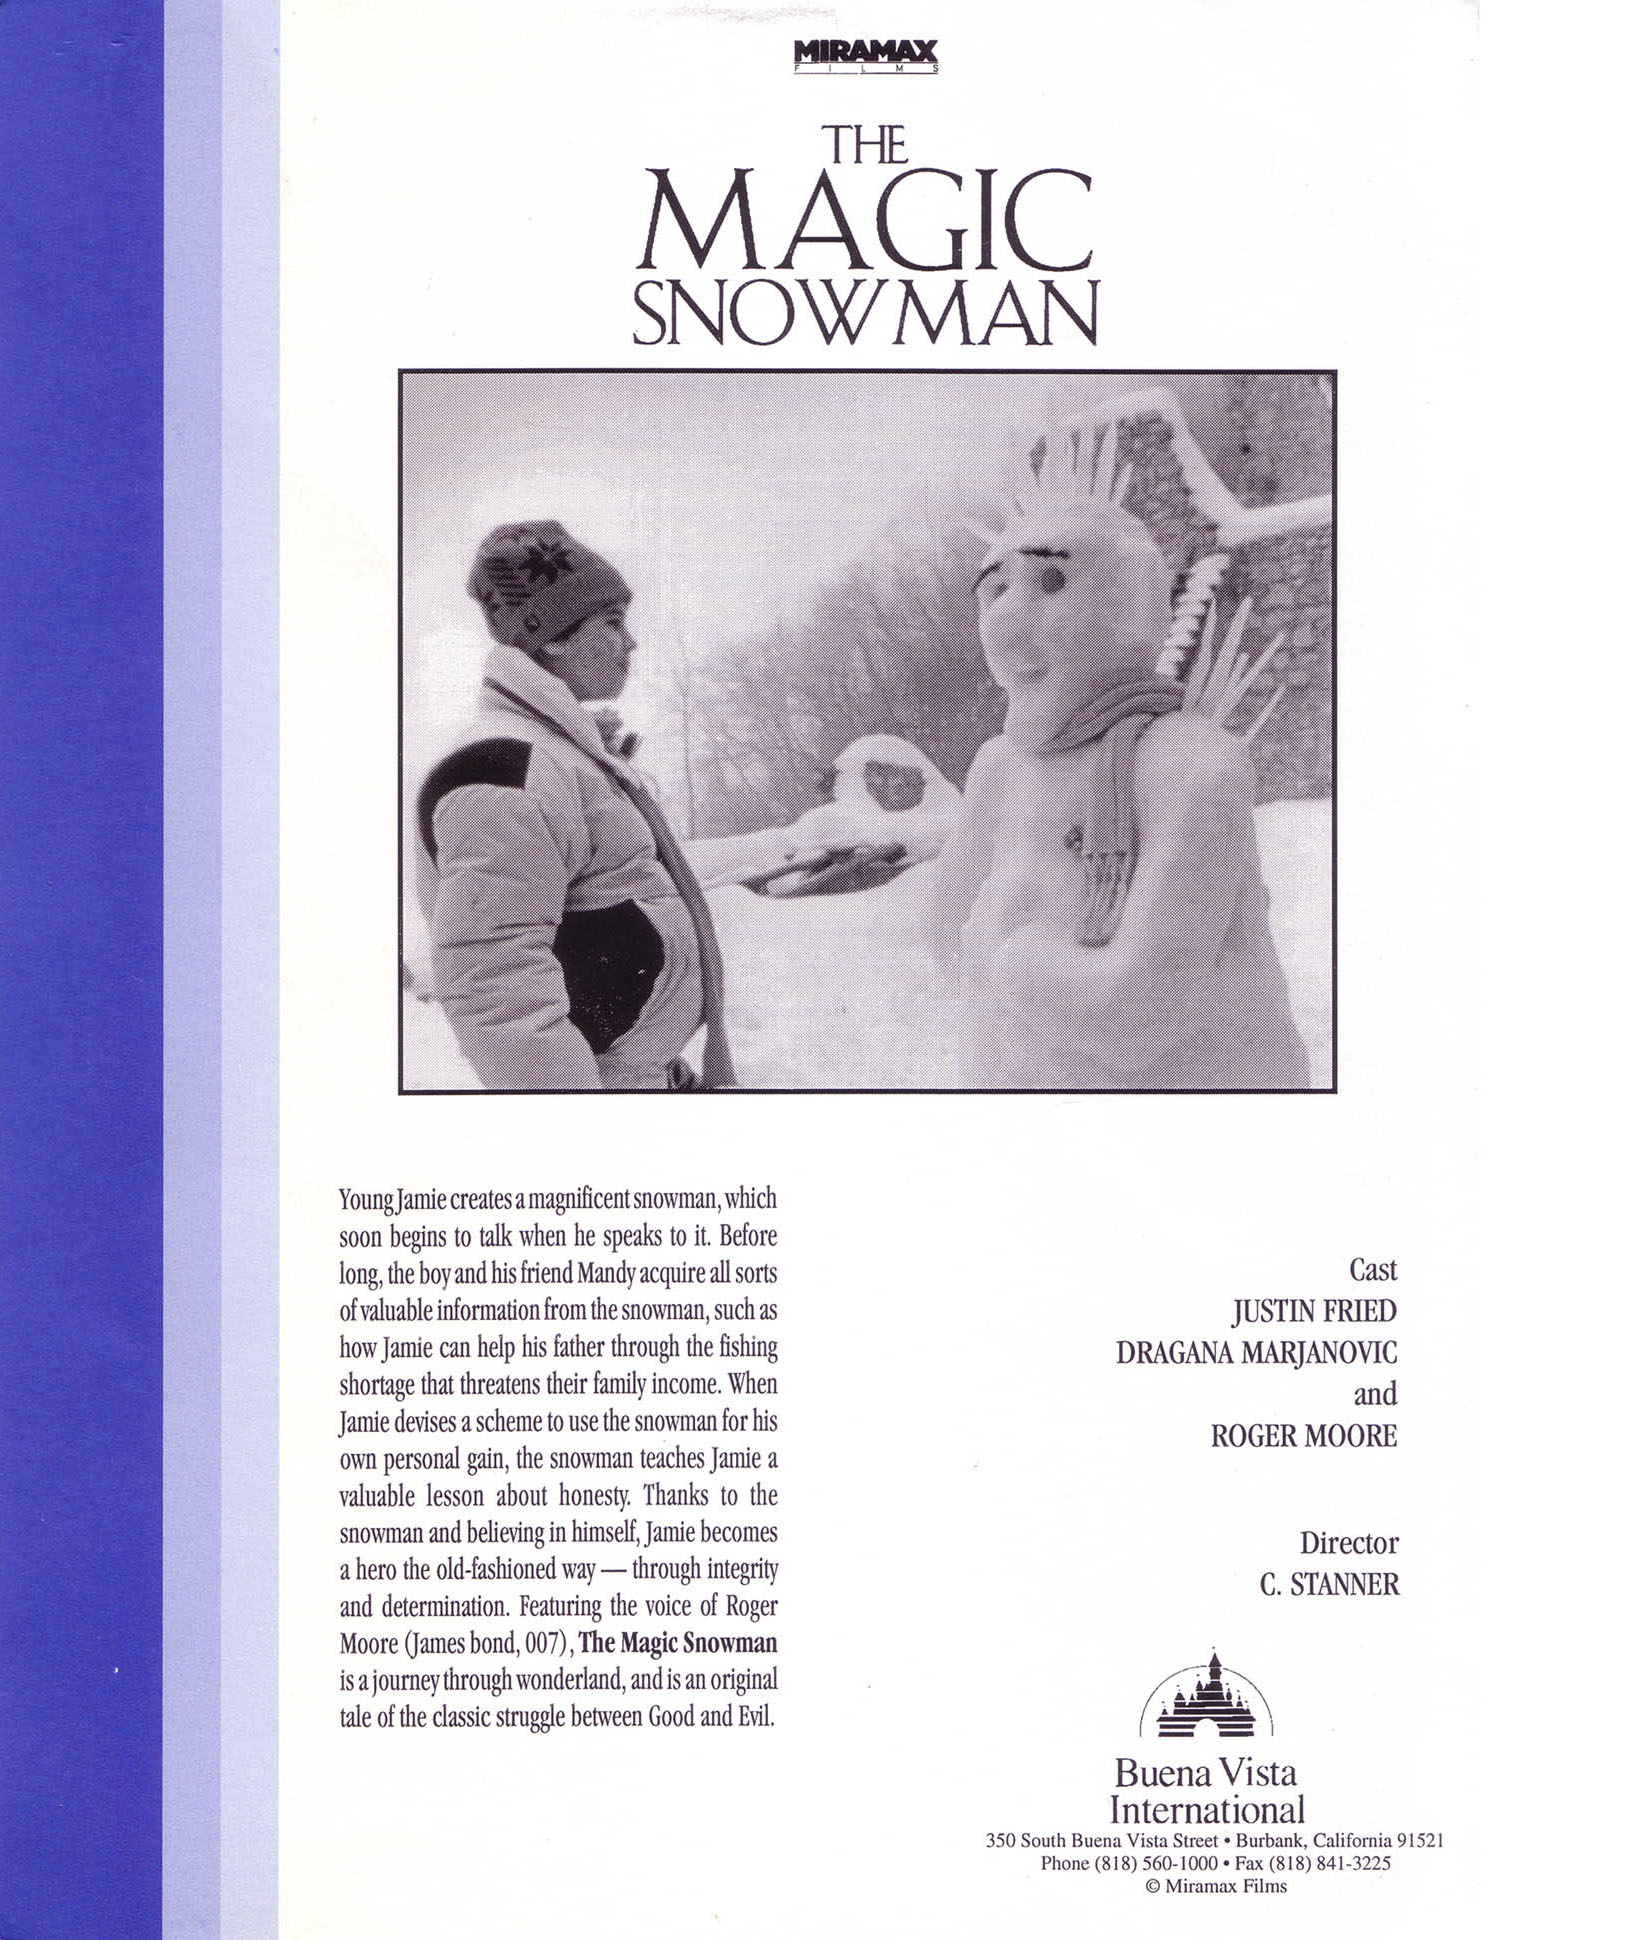 MIRAMAX
FILMS
THE
MAGIC
SNOWMAN
Young Jamie creates a magnificent snowman, which
soon begins to talk when he speaks to it. Before
long, the boy and his friend Mandy acquire all sorts
of valuable information from the snowman, such as
how Jamie can help his father through the fishing
shortage that threatens their family income. When
Jamie devises a scheme to use the snowman for his
own personal gain, the snowman teaches Jamie a
valuable lesson about honesty. Thanks to the
snowman and believing in himself, Jamie becomes
a hero the old-fashioned way — through integrity
and determination. Featuring the voice of Roger
Moore (James bond, 007), The Magic Snowman
is a journey through wonderland, and is an original
tale of the classic struggle between Good and Evil.
Cast
JUSTIN FRIED
DRAGANA MARJANOVIC
and
ROGER MOORE
Director
C. STANNER
Buena Vista
International
350 South Buena Vista Street • Burbank, California 91521
Phone (818) 560-1000 • Fax (818) 841-3225
© Miramax Films